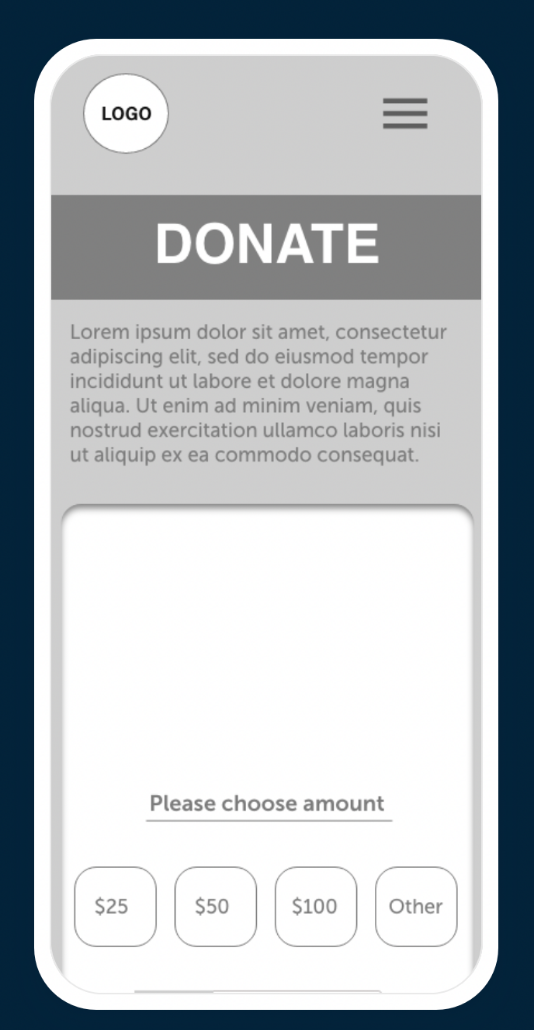 LOGO
DONATE
Lorem ipsum dolor sit amet, consectetur
adipiscing elit, sed do eiusmod tempor
incididunt ut labore et dolore magna
aliqua. Ut enim ad minim veniam, quis
nostrud exercitation ullamco laboris nisi
ut aliquip ex ea commodo consequat.
Please choose amount
$25 $50 $100 Other